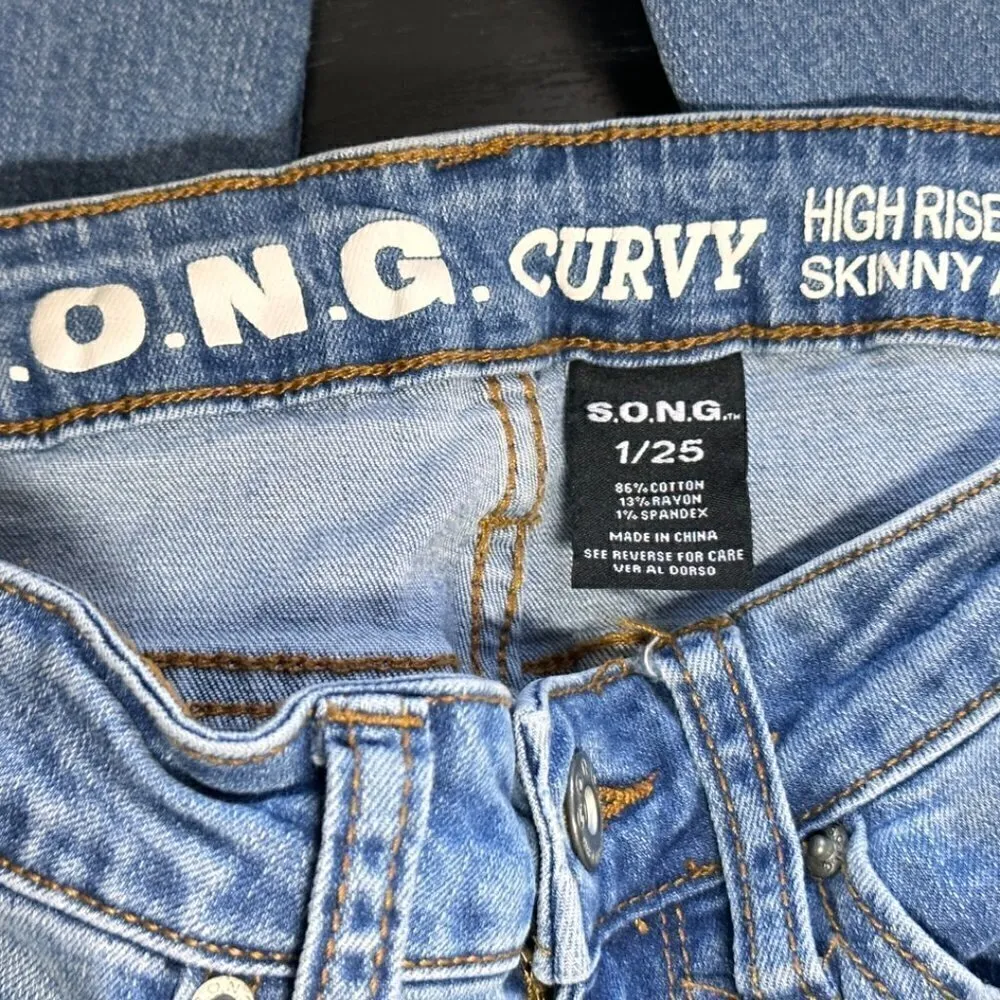 .O.N.G. CURVY
HIGH RISE
SKINNY
S.O.N.G.™
1/25
86% COTTON
13% RAYON
1% SPANDEX
MADE IN CHINA
SEE REVERSE FOR CARE
VER AL DORSO